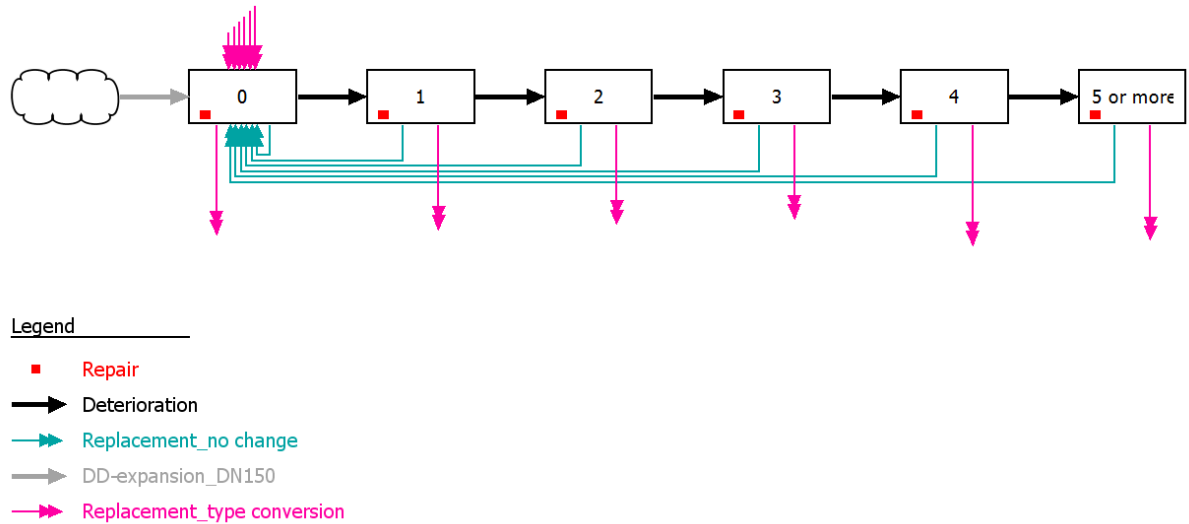 0
1
2
3
4
5 or more
Legend
Repair
Deterioration
Replacement_no change
DD-expansion_DN150
Replacement_type conversion